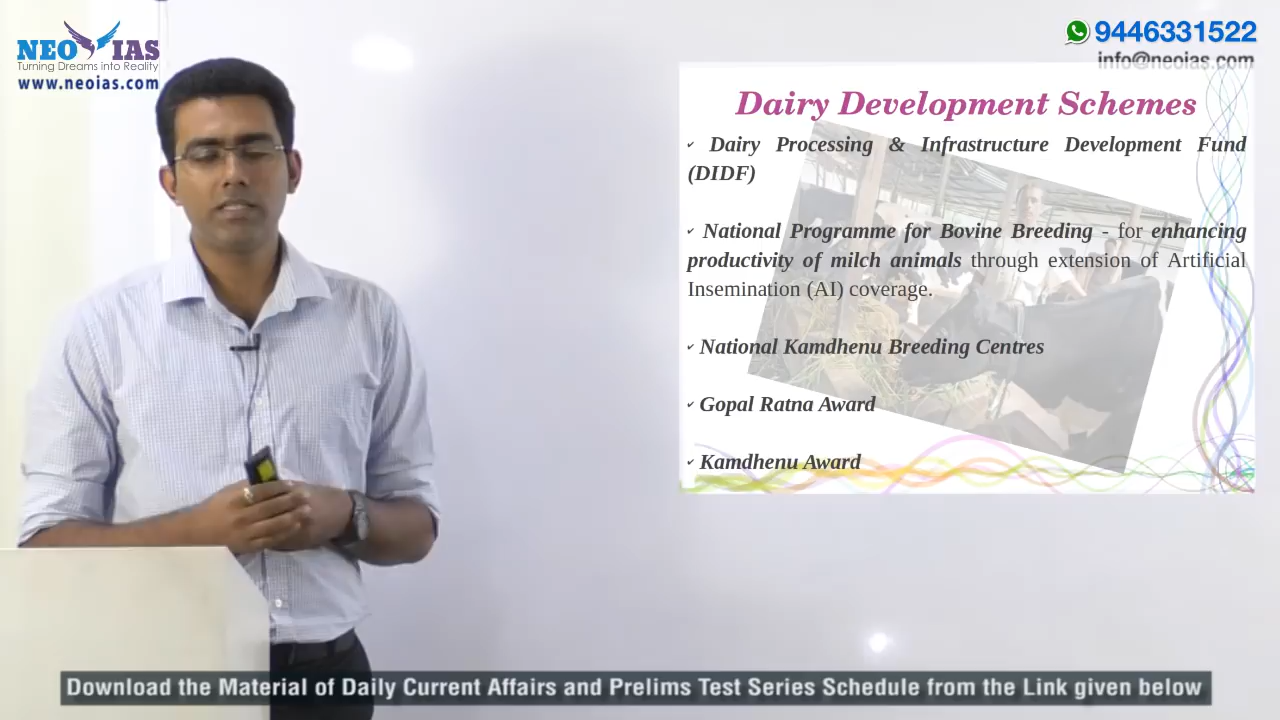 NEO IAS
Turning Dreams into Reality
www.neoias.com
9446331522
info@neoias.com
Dairy Development Schemes
✓ Dairy Processing & Infrastructure Development Fund
(DIDF)
✓ National Programme for Bovine Breeding - for enhancing
productivity of milch animals through extension of Artificial
Insemination (AI) coverage.
✓ National Kamdhenu Breeding Centres
✓ Gopal Ratna Award
✓ Kamdhenu Award
Download the Material of Daily Current Affairs and Prelims Test Series Schedule from the Link given below